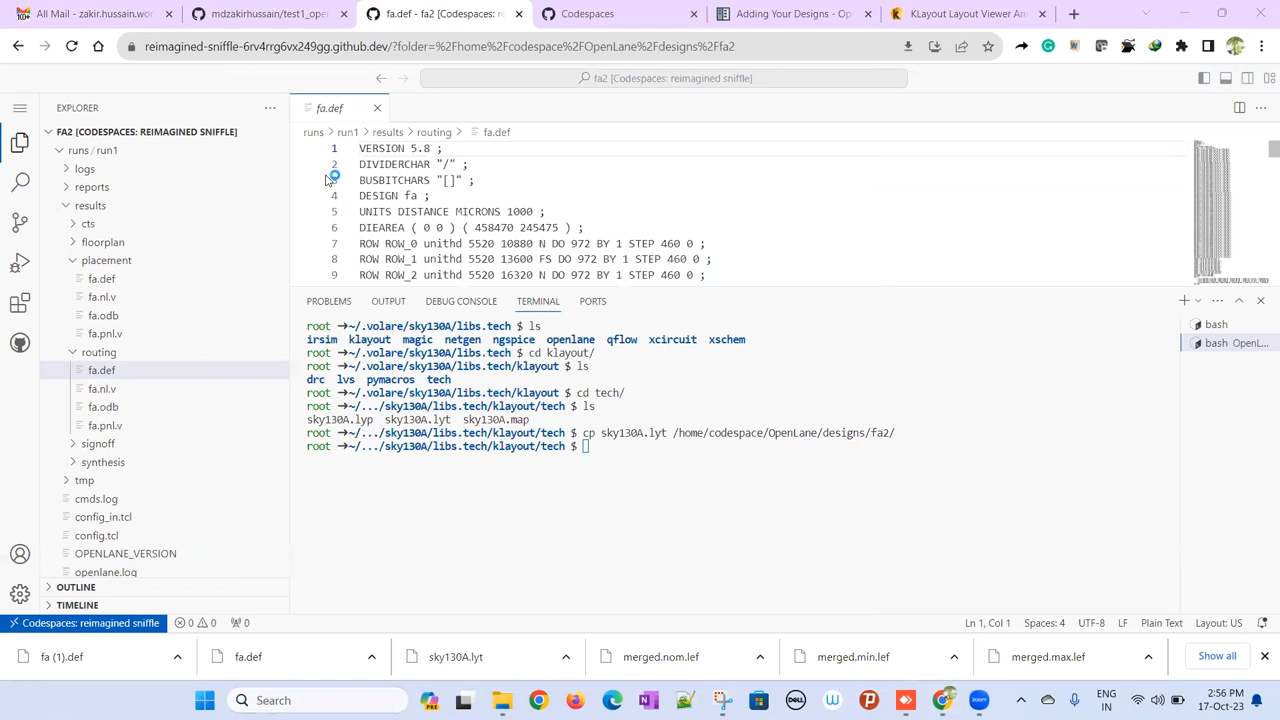 All Mail - zakir.hussain.wor
mdzakirhussain/test1_open
fa.def - fa2 [Codespaces: reim
Codespaces
Adding Your Designs - Op
KLayout Layout Viewer An
reimagined-sniffle-6rv4rrg6vx249gg.github.dev/?folder=%2Fhome%2Fcodespace%2FOpenLane%2Fdesigns%2Ffa2
fa2 [Codespaces: reimagined sniffle]
EXPLORER
FA2 [CODESPACES: REIMAGINED SNIFFLE]
runs / run1
logs
reports
results
cts
floorplan
placement
fa.def
fa.nl.v
fa.odb
fa.pnl.v
routing
fa.def
fa.nl.v
fa.odb
fa.pnl.v
signoff
synthesis
tmp
cmds.log
config_in.tcl
config.tcl
OPENLANE_VERSION
openlane.log
OUTLINE
TIMELINE
fa.def
runs > run1 > results > routing > fa.def
1 VERSION 5.8 ;
2 DIVIDERCHAR "/" ;
3 BUSBITCHARS "[]" ;
4 DESIGN fa ;
5 UNITS DISTANCE MICRONS 1000 ;
6 DIEAREA ( 0 0 ) ( 458470 245475 ) ;
7 ROW ROW_0 unithd 5520 10880 N DO 972 BY 1 STEP 460 0 ;
8 ROW ROW_1 unithd 5520 13600 FS DO 972 BY 1 STEP 460 0 ;
9 ROW ROW_2 unithd 5520 16320 N DO 972 BY 1 STEP 460 0 ;
PROBLEMS OUTPUT DEBUG CONSOLE TERMINAL PORTS
root ➜~/.volare/sky130A/libs.tech $ ls
irsim klayout magic netgen ngspice openlane qflow xcircuit xschem
root ➜~/.volare/sky130A/libs.tech $ cd klayout/
root ➜~/.volare/sky130A/libs.tech/klayout $ ls
drc lvs pymacros tech
root ➜~/.volare/sky130A/libs.tech/klayout $ cd tech/
root ➜~/.../sky130A/libs.tech/klayout/tech $ ls
sky130A.lyp sky130A.lyt sky130A.map
root ➜~/.../sky130A/libs.tech/klayout/tech $ cp sky130A.lyt /home/codespace/OpenLane/designs/fa2/
root ➜~/.../sky130A/libs.tech/klayout/tech $
bash
bash OpenL...
Codespaces: reimagined sniffle
0 0 0
Ln 1, Col 1 Spaces: 4 UTF-8 LF Plain Text Layout: US
fa (1).def
fa.def
sky130A.lyt
merged.nom.lef
merged.min.lef
merged.max.lef
Show all
Search
ENG
IN
2:56 PM
17-Oct-23